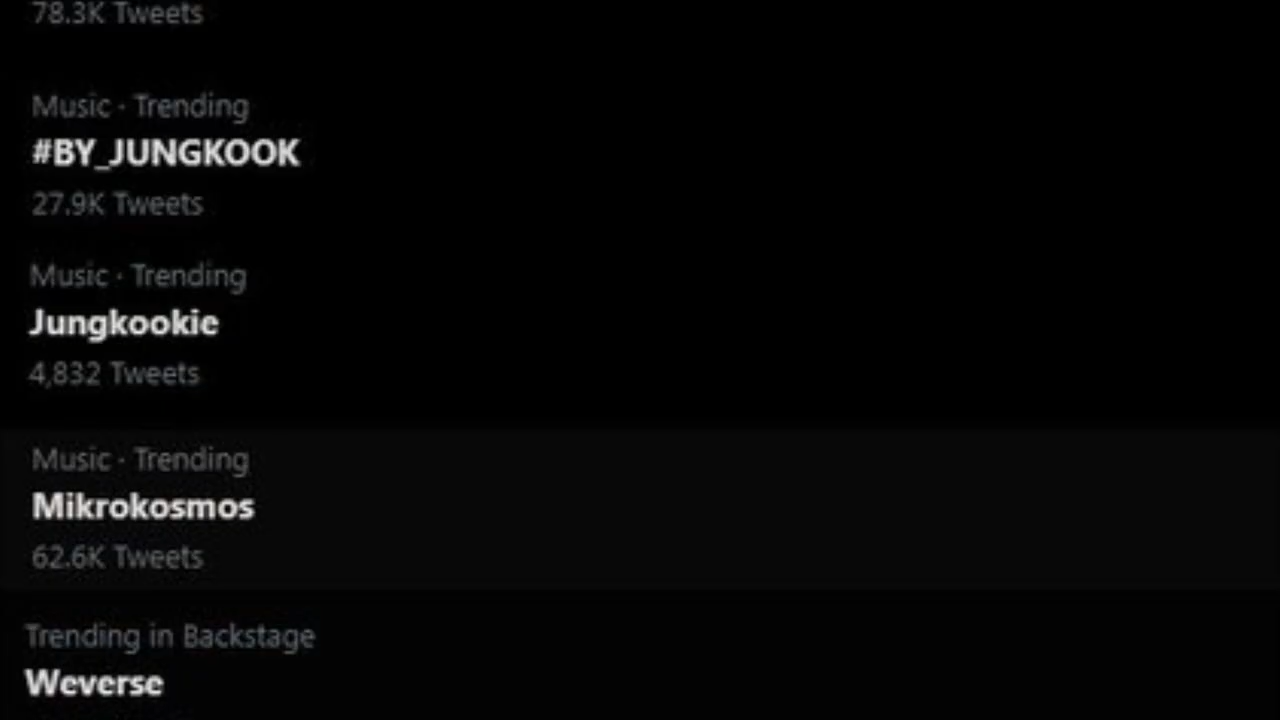 78.3K Tweets
Music · Trending
#BY_JUNGKOOK
27.9K Tweets
Music · Trending
Jungkookie
4,832 Tweets
Music · Trending
Mikrokosmos
62.6K Tweets
Trending in Backstage
Weverse